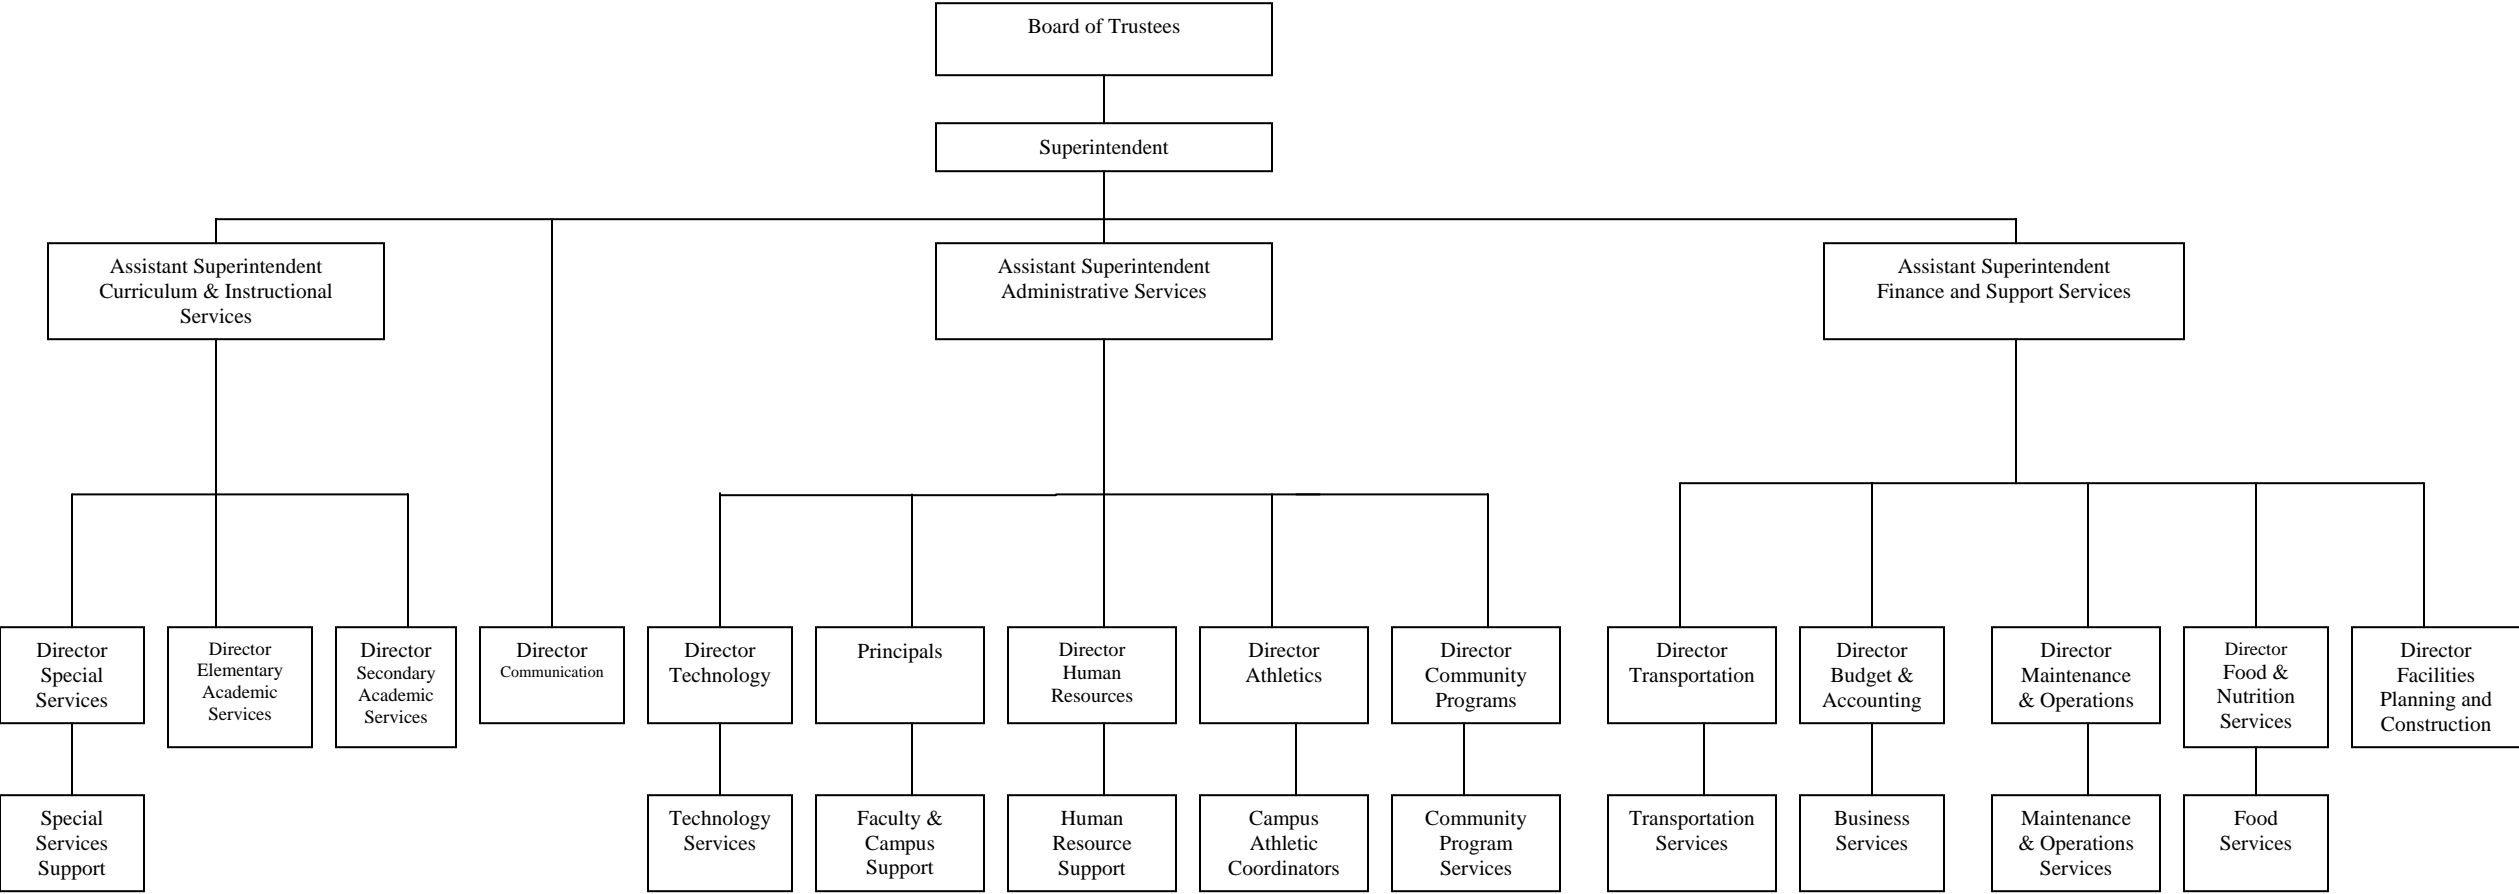 Board of Trustees
Superintendent
Assistant Superintendent
Curriculum & Instructional
Services
Assistant Superintendent
Administrative Services
Assistant Superintendent
Finance and Support Services
Director
Special
Services
Director
Elementary
Academic
Services
Director
Secondary
Academic
Services
Director
Communication
Director
Technology
Principals
Director
Human
Resources
Director
Athletics
Director
Community
Programs
Director
Transportation
Director
Budget &
Accounting
Director
Maintenance
& Operations
Director
Food &
Nutrition
Services
Director
Facilities
Planning and
Construction
Special
Services
Support
Technology
Services
Faculty &
Campus
Support
Human
Resource
Support
Campus
Athletic
Coordinators
Community
Program
Services
Transportation
Services
Business
Services
Maintenance
& Operations
Services
Food
Services